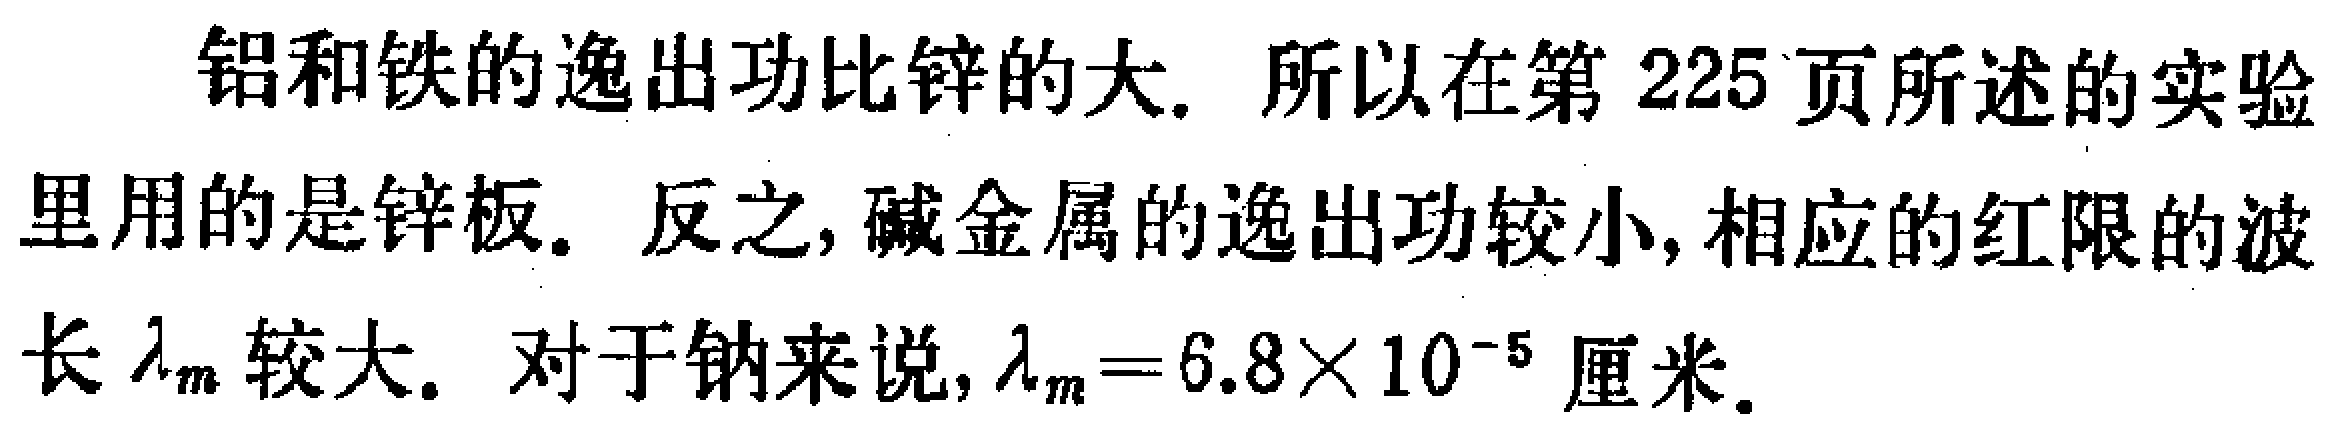 铝和铁的逸出功比锌的大. 所以在第 225 页所述的实验
里用的是锌板. 反之, 碱金属的逸出功较小, 相应的红限的波
长 λₘ 较大. 对于钠来说, λₘ=6.8×10⁻⁵ 厘米.